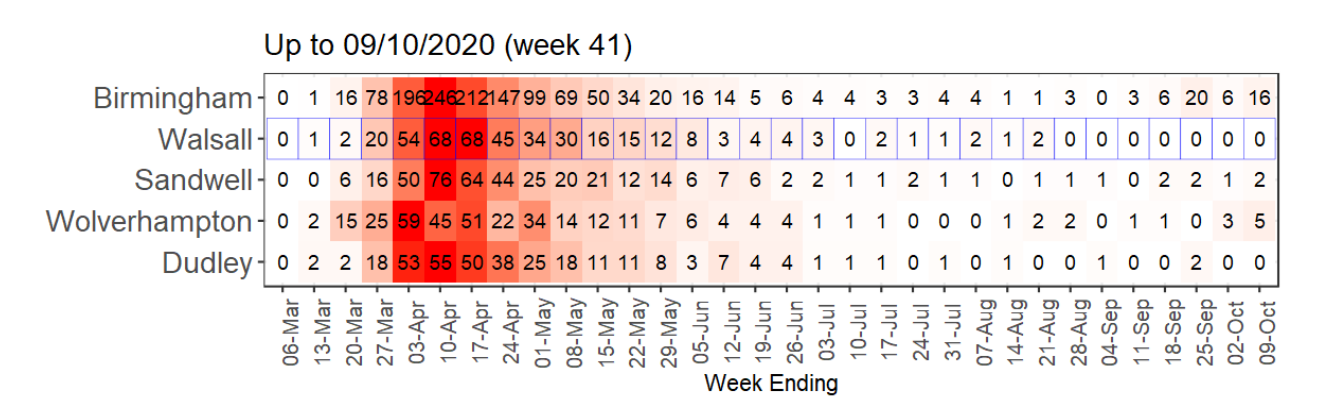 Up to 09/10/2020 (week 41)
Birmingham 0 1 16 78 196 246 212 147 99 69 50 34 20 16 14 5 6 4 4 3 3 4 4 1 1 3 0 3 6 20 6 16
Walsall 0 1 2 20 54 68 68 45 34 30 16 15 12 8 3 4 4 3 0 2 1 1 2 1 2 0 0 0 0 0 0 0
Sandwell 0 0 6 16 50 76 64 44 25 20 21 12 14 6 7 6 2 2 1 1 2 1 1 0 1 1 1 0 2 2 1 2
Wolverhampton 0 2 15 25 59 45 51 22 34 14 12 11 7 6 4 4 4 1 1 1 0 0 0 1 2 2 0 1 1 0 3 5
Dudley 0 2 2 18 53 55 50 38 25 18 11 11 8 3 7 4 4 1 1 1 0 1 0 1 0 0 1 0 0 2 0 0
06-Mar 13-Mar 20-Mar 27-Mar 03-Apr 10-Apr 17-Apr 24-Apr 01-May 08-May 15-May 22-May 29-May 05-Jun 12-Jun 19-Jun 26-Jun 03-Jul 10-Jul 17-Jul 24-Jul 31-Jul 07-Aug 14-Aug 21-Aug 28-Aug 04-Sep 11-Sep 18-Sep 25-Sep 02-Oct 09-Oct
Week Ending